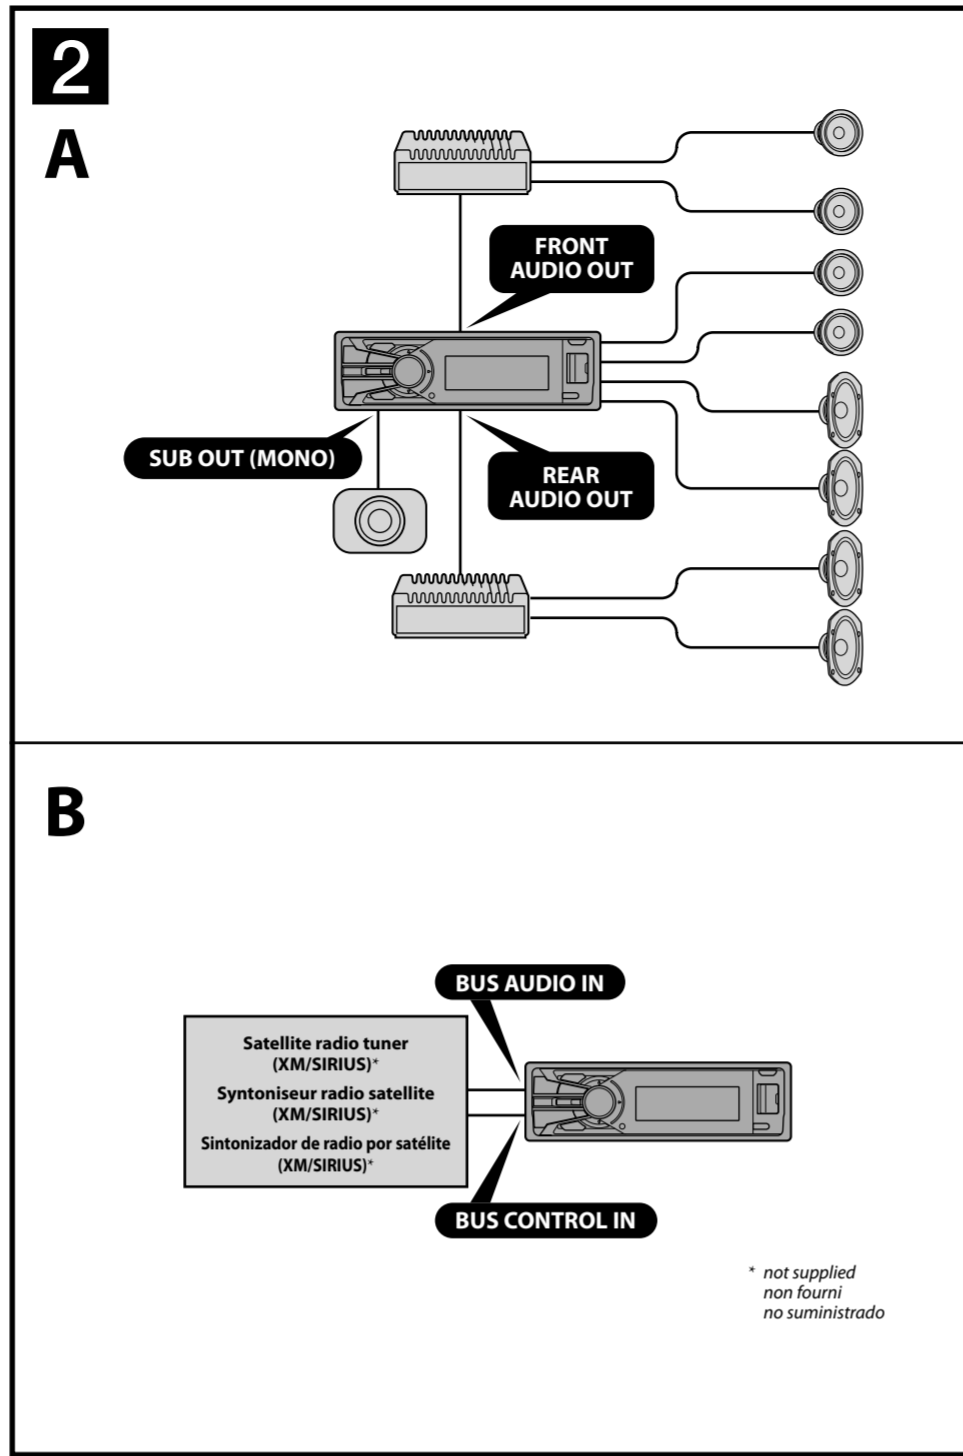 2
A
FRONT
AUDIO OUT
SUB OUT (MONO)
REAR
AUDIO OUT
B
BUS AUDIO IN
Satellite radio tuner
(XM/SIRIUS)*
Syntoniseur radio satellite
(XM/SIRIUS)*
Sintonizador de radio por satélite
(XM/SIRIUS)*
BUS CONTROL IN
* not supplied
non fourni
no suministrado